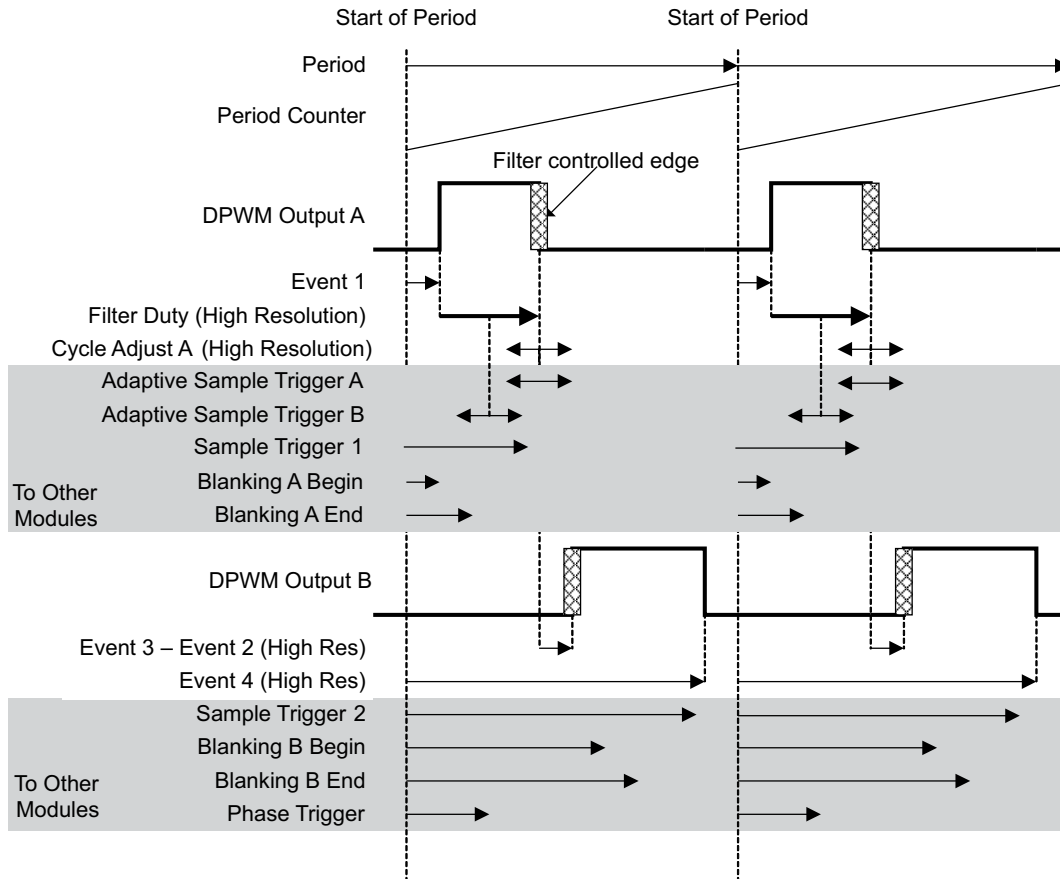 Start of Period
Start of Period
Period
Period Counter
Filter controlled edge
DPWM Output A
Event 1
Filter Duty (High Resolution)
Cycle Adjust A (High Resolution)
Adaptive Sample Trigger A
Adaptive Sample Trigger B
Sample Trigger 1
Blanking A Begin
To Other
Modules
Blanking A End
DPWM Output B
Event 3 – Event 2 (High Res)
Event 4 (High Res)
Sample Trigger 2
Blanking B Begin
Blanking B End
To Other
Modules
Phase Trigger